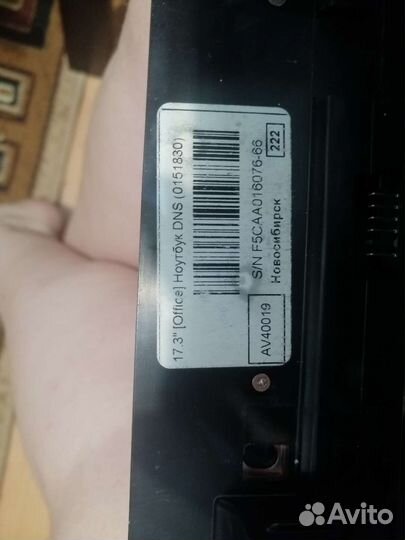 17.3" [Office] Ноутбук DNS (0151830)
S/N F5CAA016076-66
AV40019
Новосибирск
222
Avito